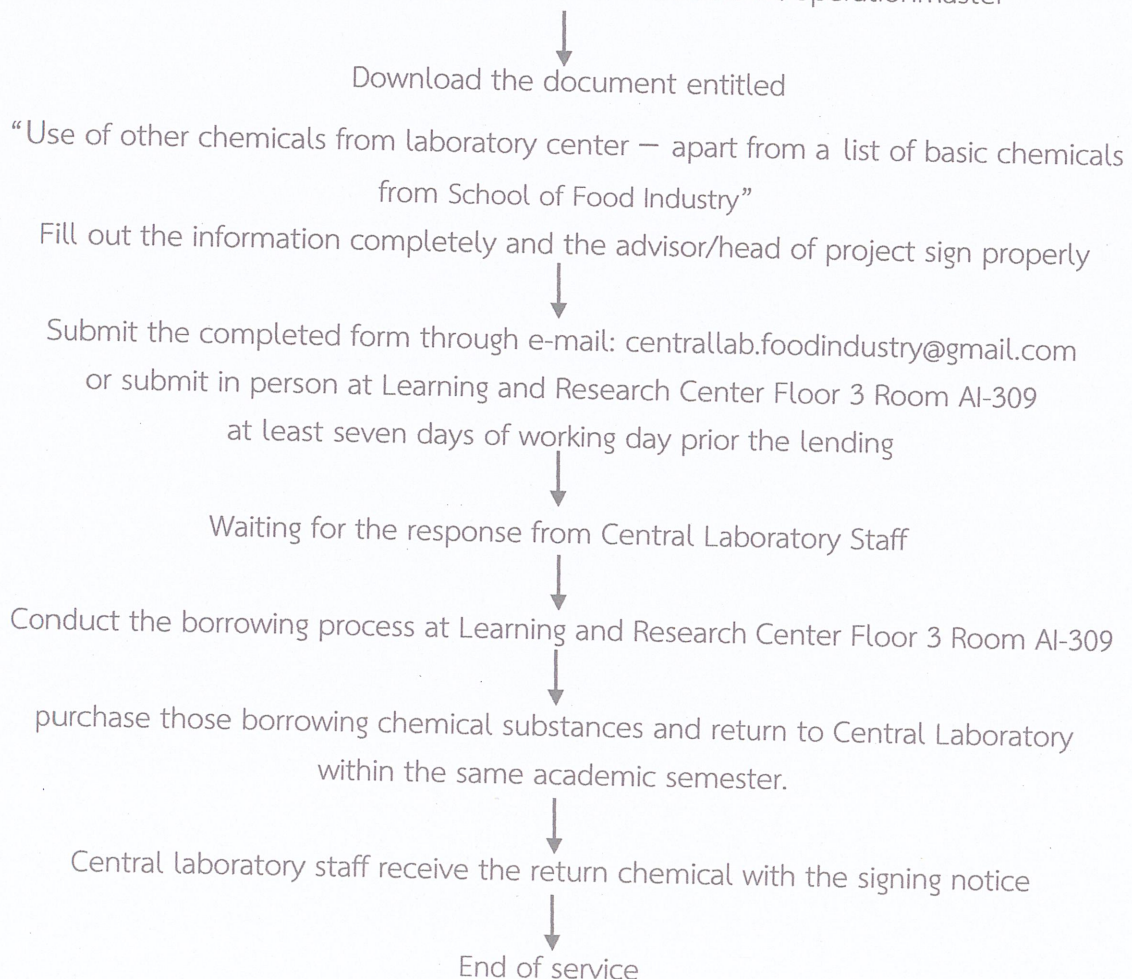 Download the document entitled
“Use of other chemicals from laboratory center – apart from a list of basic chemicals
from School of Food Industry”
Fill out the information completely and the advisor/head of project sign properly
Submit the completed form through e-mail: centrallab.foodindustry@gmail.com
or submit in person at Learning and Research Center Floor 3 Room AI-309
at least seven days of working day prior the lending
Waiting for the response from Central Laboratory Staff
Conduct the borrowing process at Learning and Research Center Floor 3 Room AI-309
purchase those borrowing chemical substances and return to Central Laboratory
within the same academic semester.
Central laboratory staff receive the return chemical with the signing notice
End of service